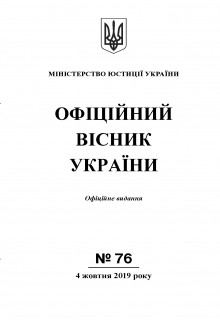 МІНІСТЕРСТВО ЮСТИЦІЇ УКРАЇНИ
ОФІЦІЙНИЙ
ВІСНИК
УКРАЇНИ
Офіційне видання
№ 76
4 жовтня 2019 року